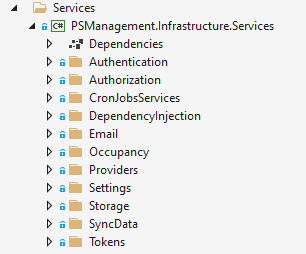 Services
C# PSManagement.Infrastructure.Services
Dependencies
Authentication
Authorization
CronJobsServices
DependencyInjection
Email
Occupancy
Providers
Settings
Storage
SyncData
Tokens